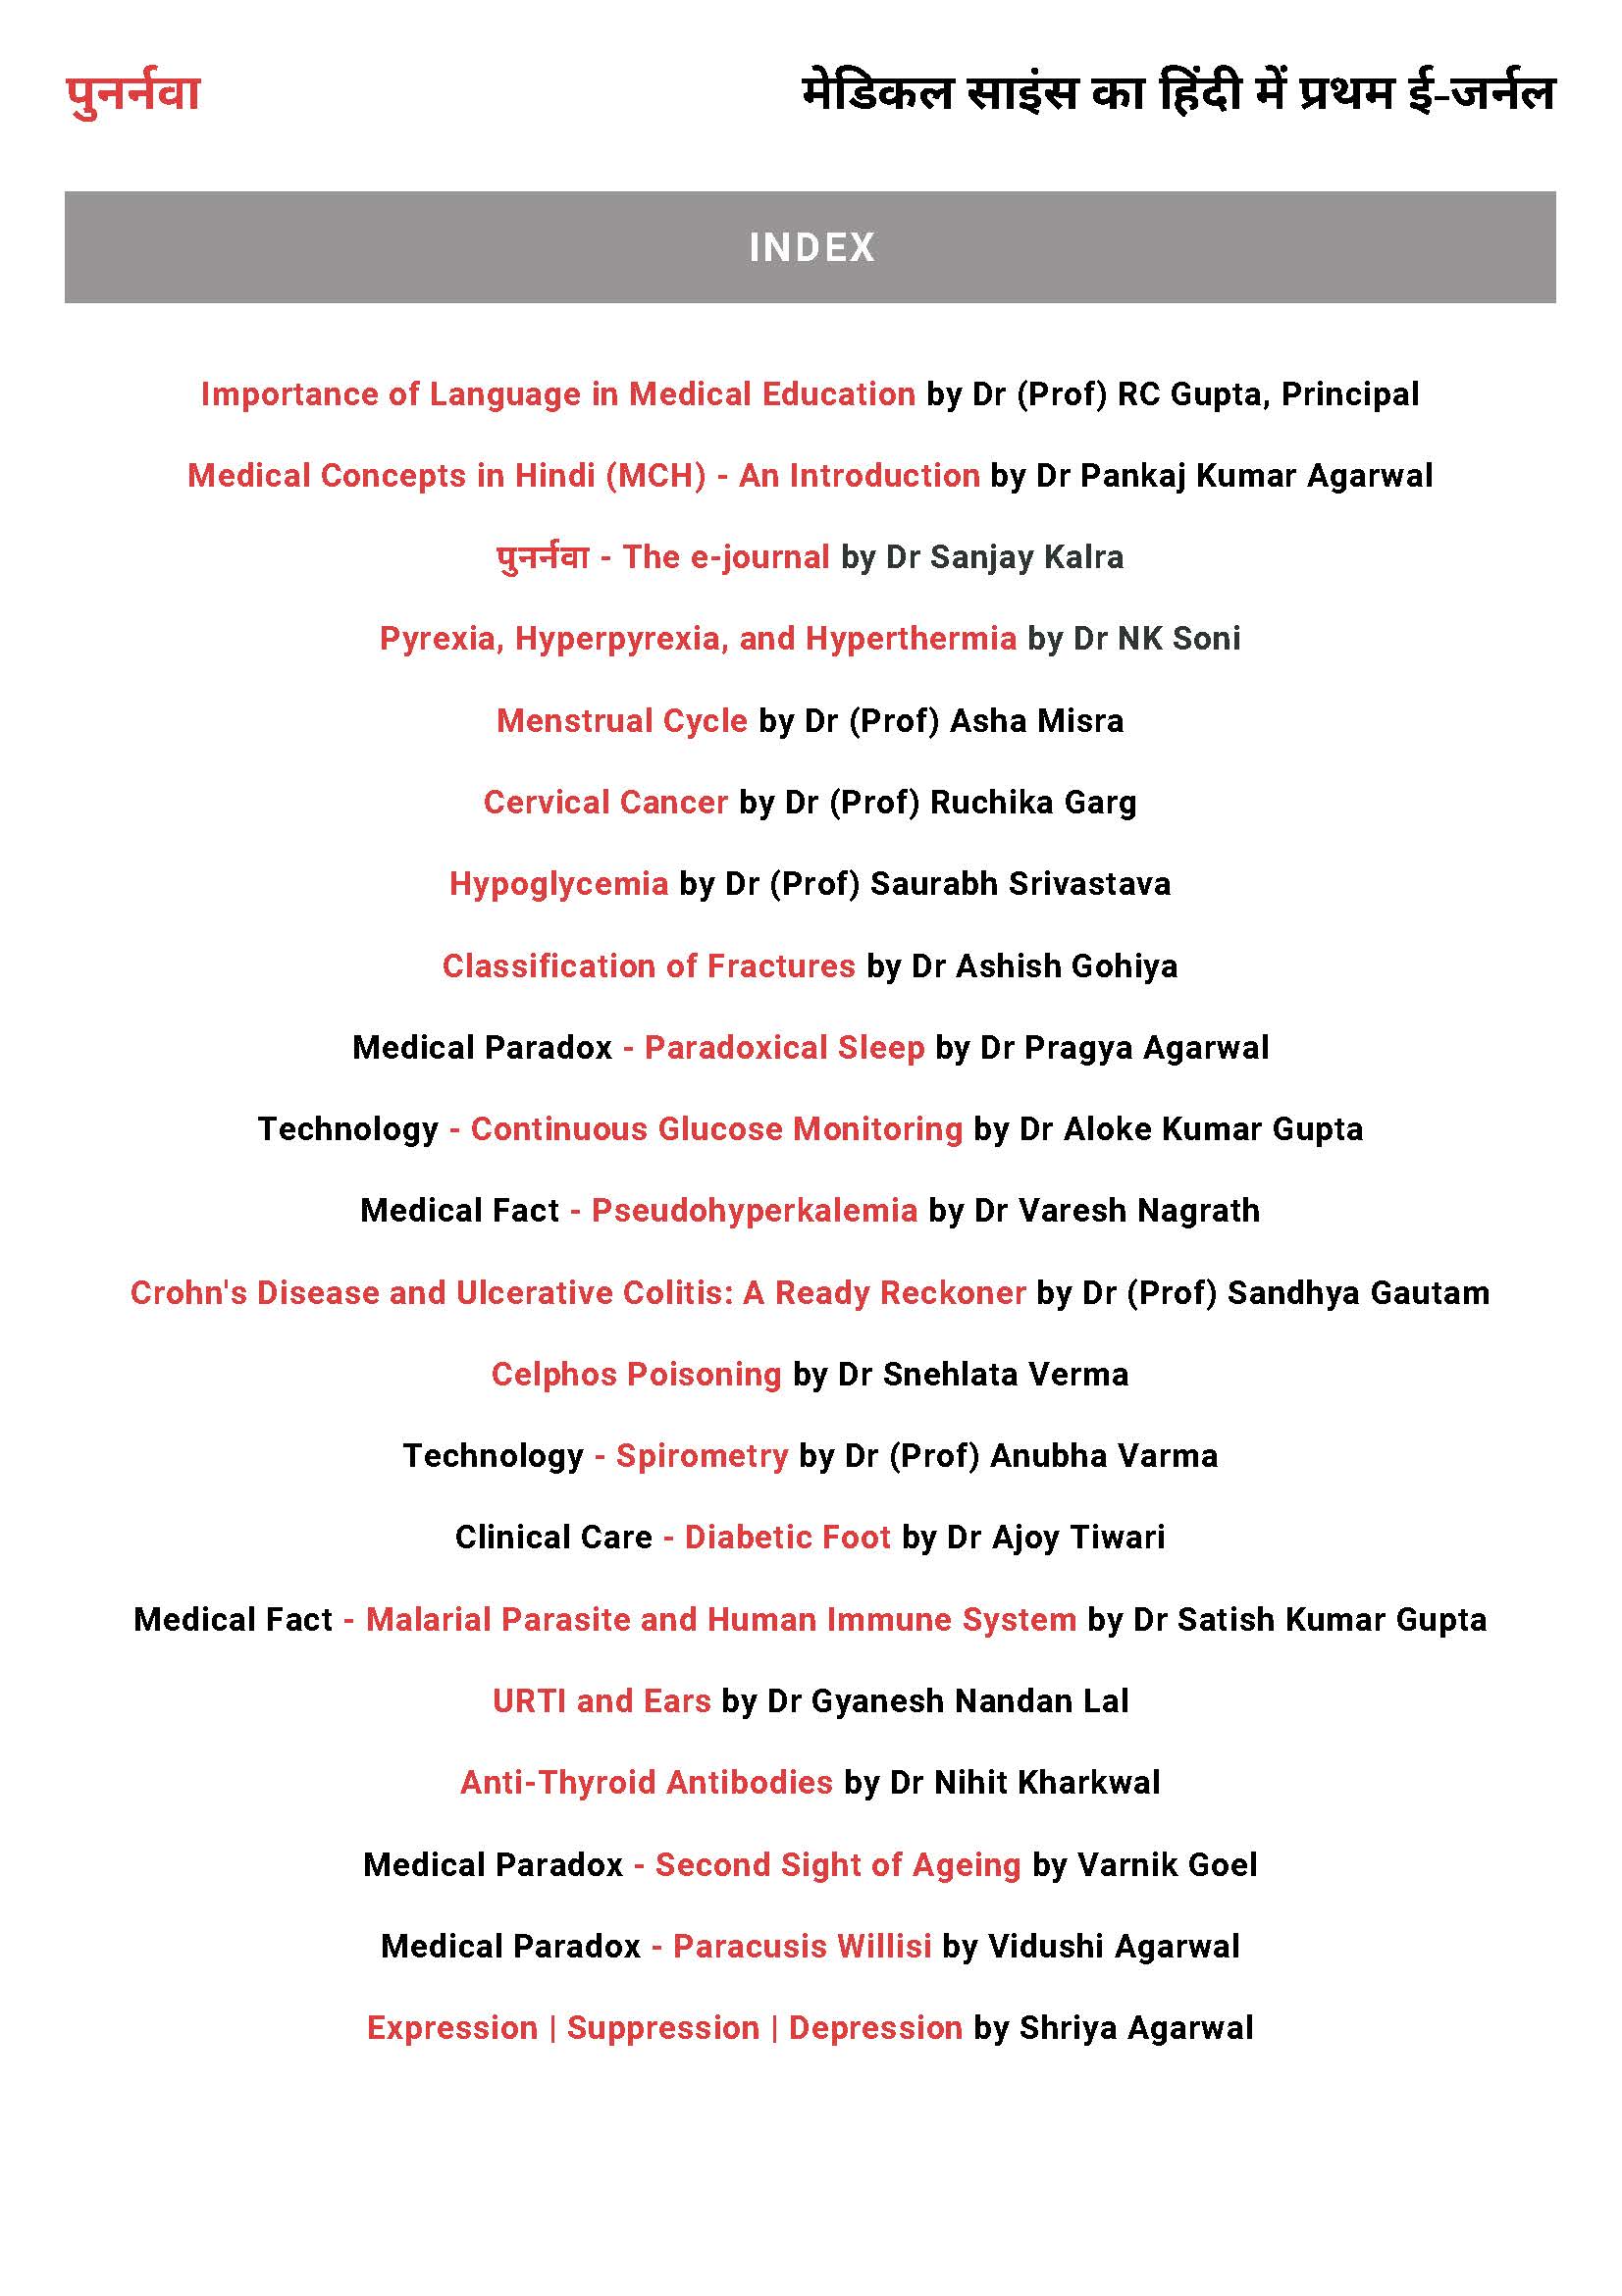 पुनर्नवा
मेडिकल साइंस का हिंदी में प्रथम ई-जर्नल
INDEX
Importance of Language in Medical Education by Dr (Prof) RC Gupta, Principal
Medical Concepts in Hindi (MCH) - An Introduction by Dr Pankaj Kumar Agarwal
पुनर्नवा - The e-journal by Dr Sanjay Kalra
Pyrexia, Hyperpyrexia, and Hyperthermia by Dr NK Soni
Menstrual Cycle by Dr (Prof) Asha Misra
Cervical Cancer by Dr (Prof) Ruchika Garg
Hypoglycemia by Dr (Prof) Saurabh Srivastava
Classification of Fractures by Dr Ashish Gohiya
Medical Paradox - Paradoxical Sleep by Dr Pragya Agarwal
Technology - Continuous Glucose Monitoring by Dr Aloke Kumar Gupta
Medical Fact - Pseudohyperkalemia by Dr Varesh Nagrath
Crohn's Disease and Ulcerative Colitis: A Ready Reckoner by Dr (Prof) Sandhya Gautam
Celphos Poisoning by Dr Snehlata Verma
Technology - Spirometry by Dr (Prof) Anubha Varma
Clinical Care - Diabetic Foot by Dr Ajoy Tiwari
Medical Fact - Malarial Parasite and Human Immune System by Dr Satish Kumar Gupta
URTI and Ears by Dr Gyanesh Nandan Lal
Anti-Thyroid Antibodies by Dr Nihit Kharkwal
Medical Paradox - Second Sight of Ageing by Varnik Goel
Medical Paradox - Paracusis Willisi by Vidushi Agarwal
Expression | Suppression | Depression by Shriya Agarwal